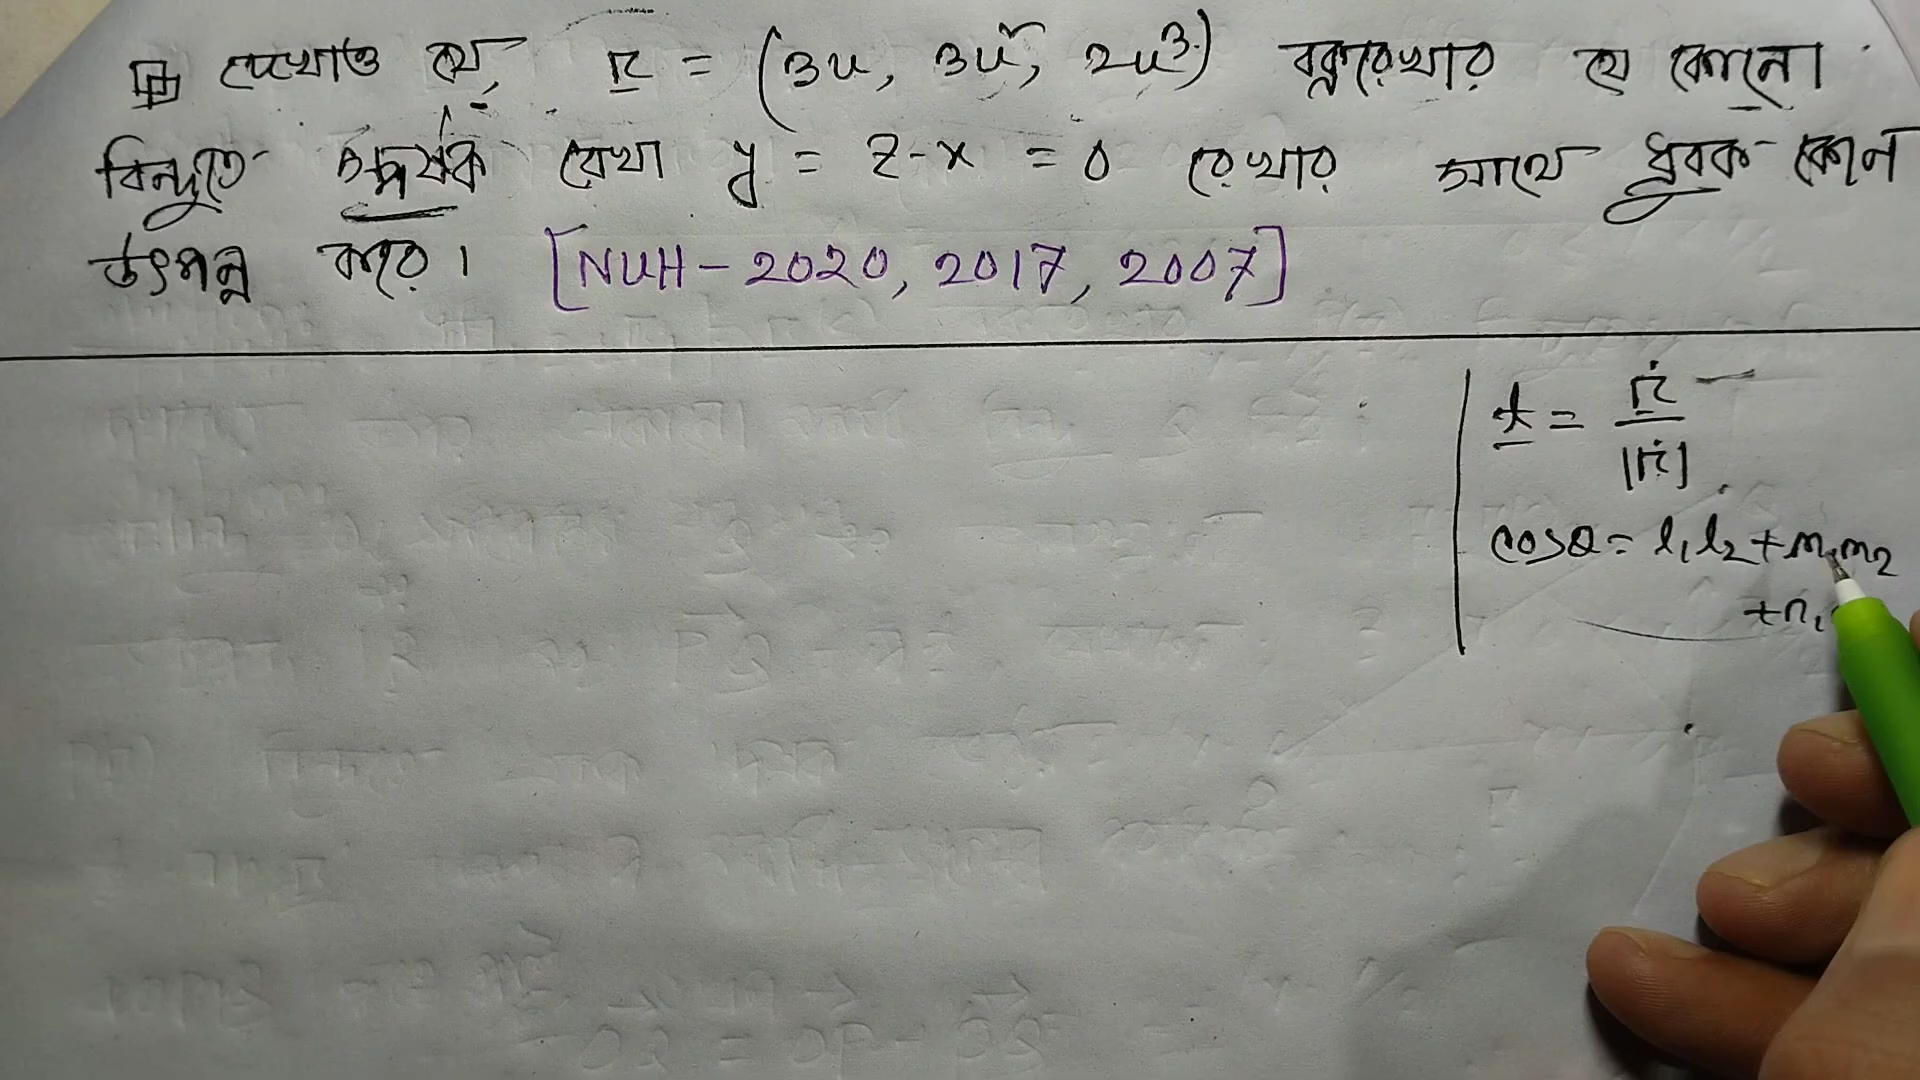 দেখাও যে, r = (3u, 3u², 2u³) বক্ররেখার যে কোনো
বিন্দুতে স্পর্শক রেখা y = z-x = 0 রেখার সাথে ধ্রুবক কোন
উৎপন্ন করে। [NUH-2020, 2017, 2007]
t = ṙ / |ṙ|
cosθ = l₁l₂ + m₁m₂
+n₁